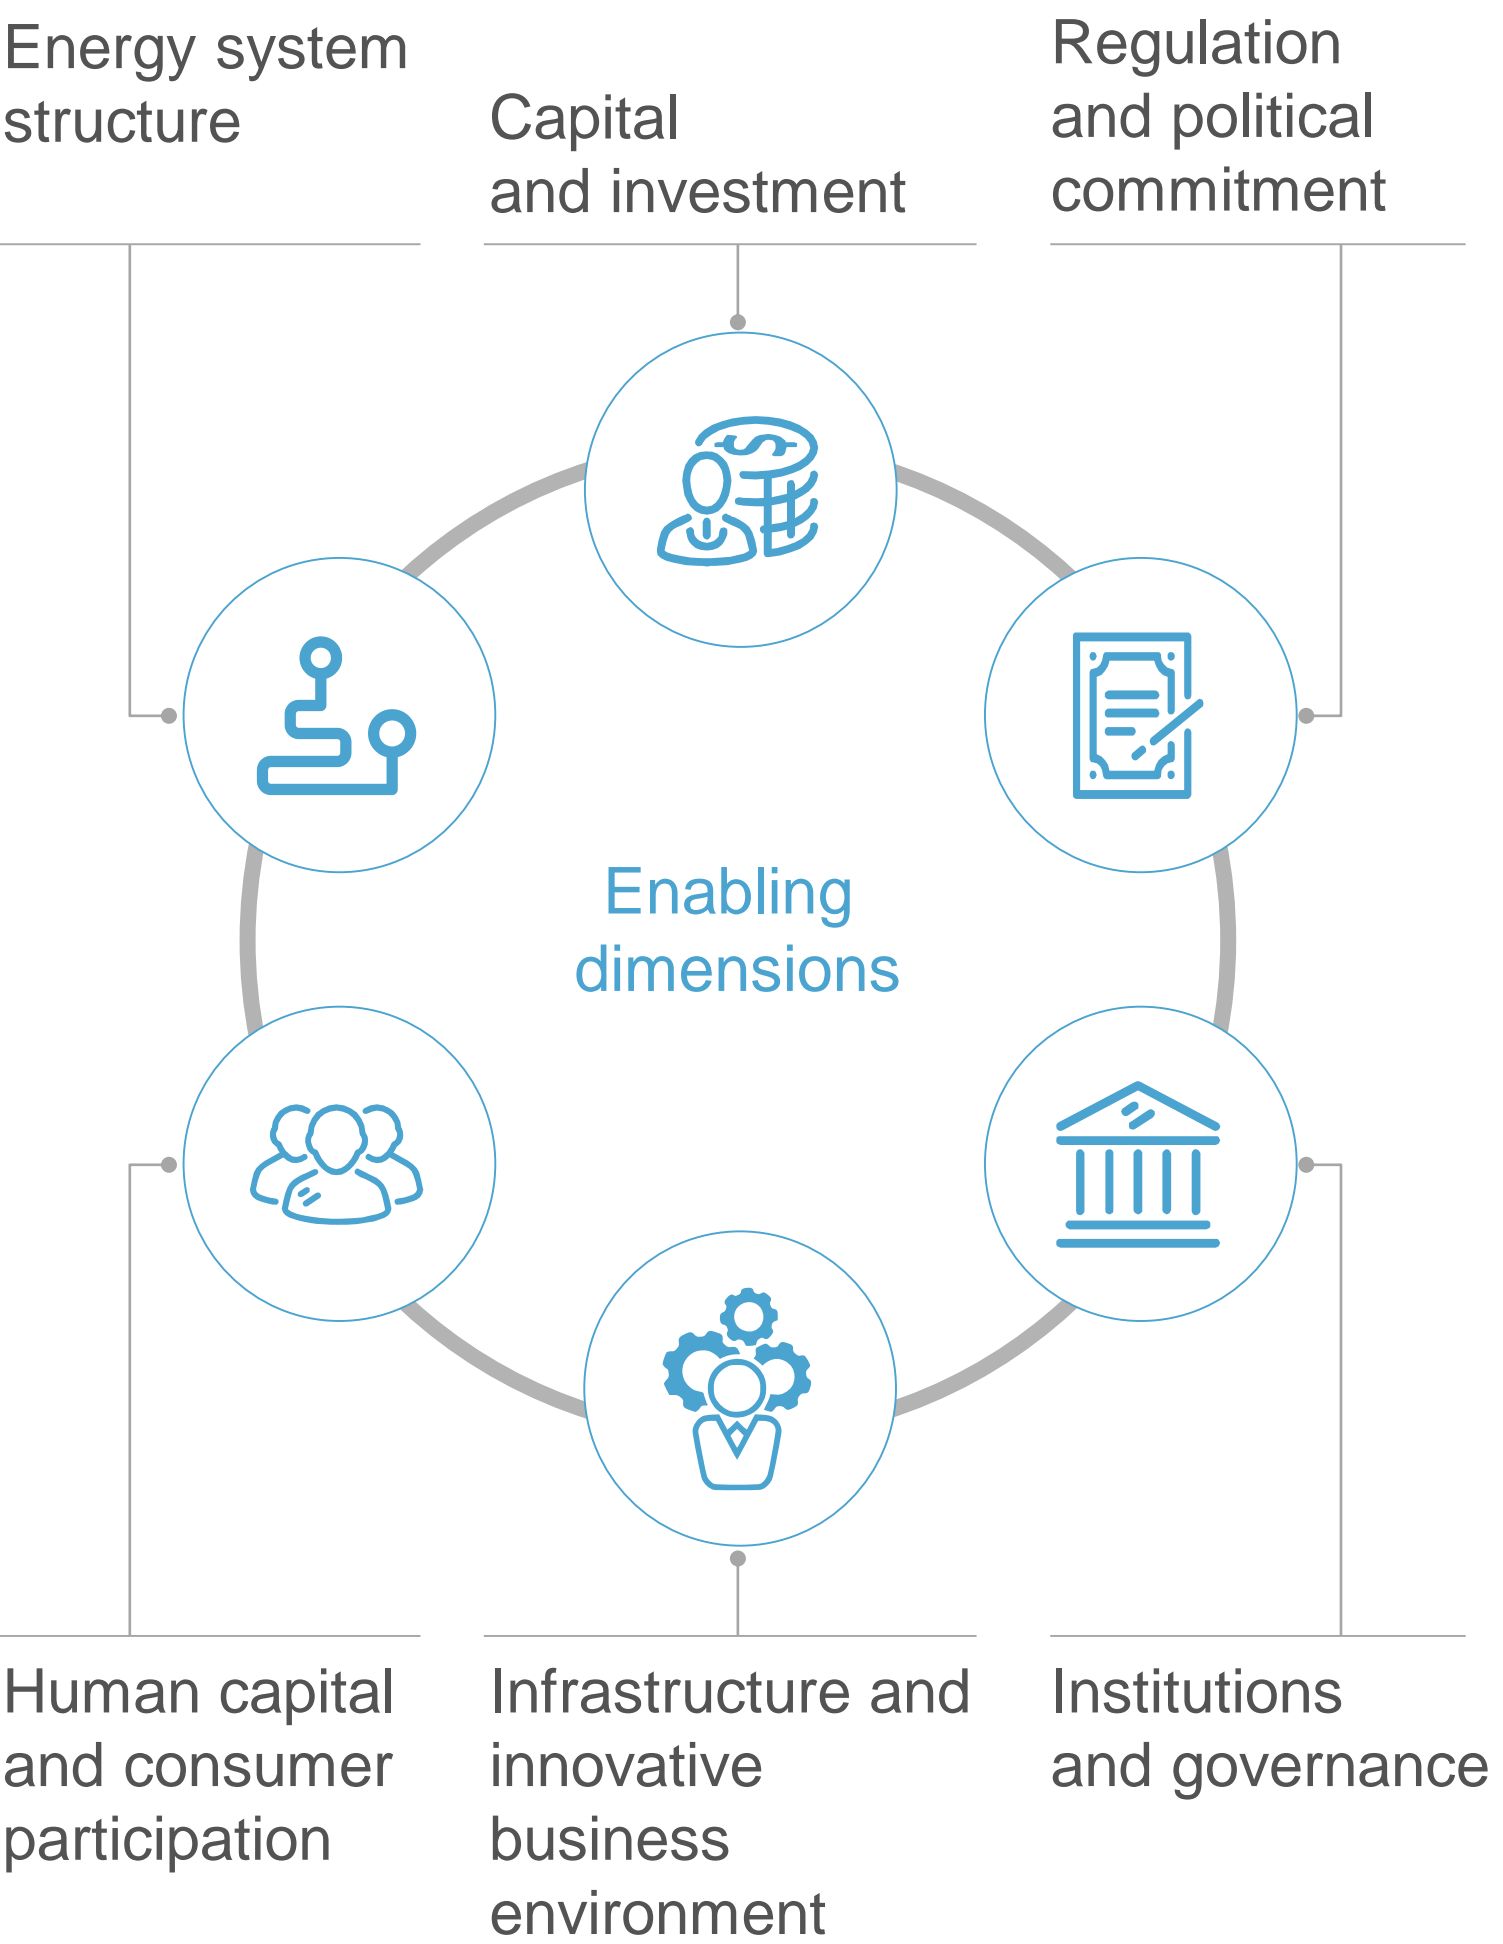 Energy system
structure
Capital
and investment
Regulation
and political
commitment
Enabling
dimensions
Human capital
and consumer
participation
Infrastructure and
innovative
business
environment
Institutions
and governance